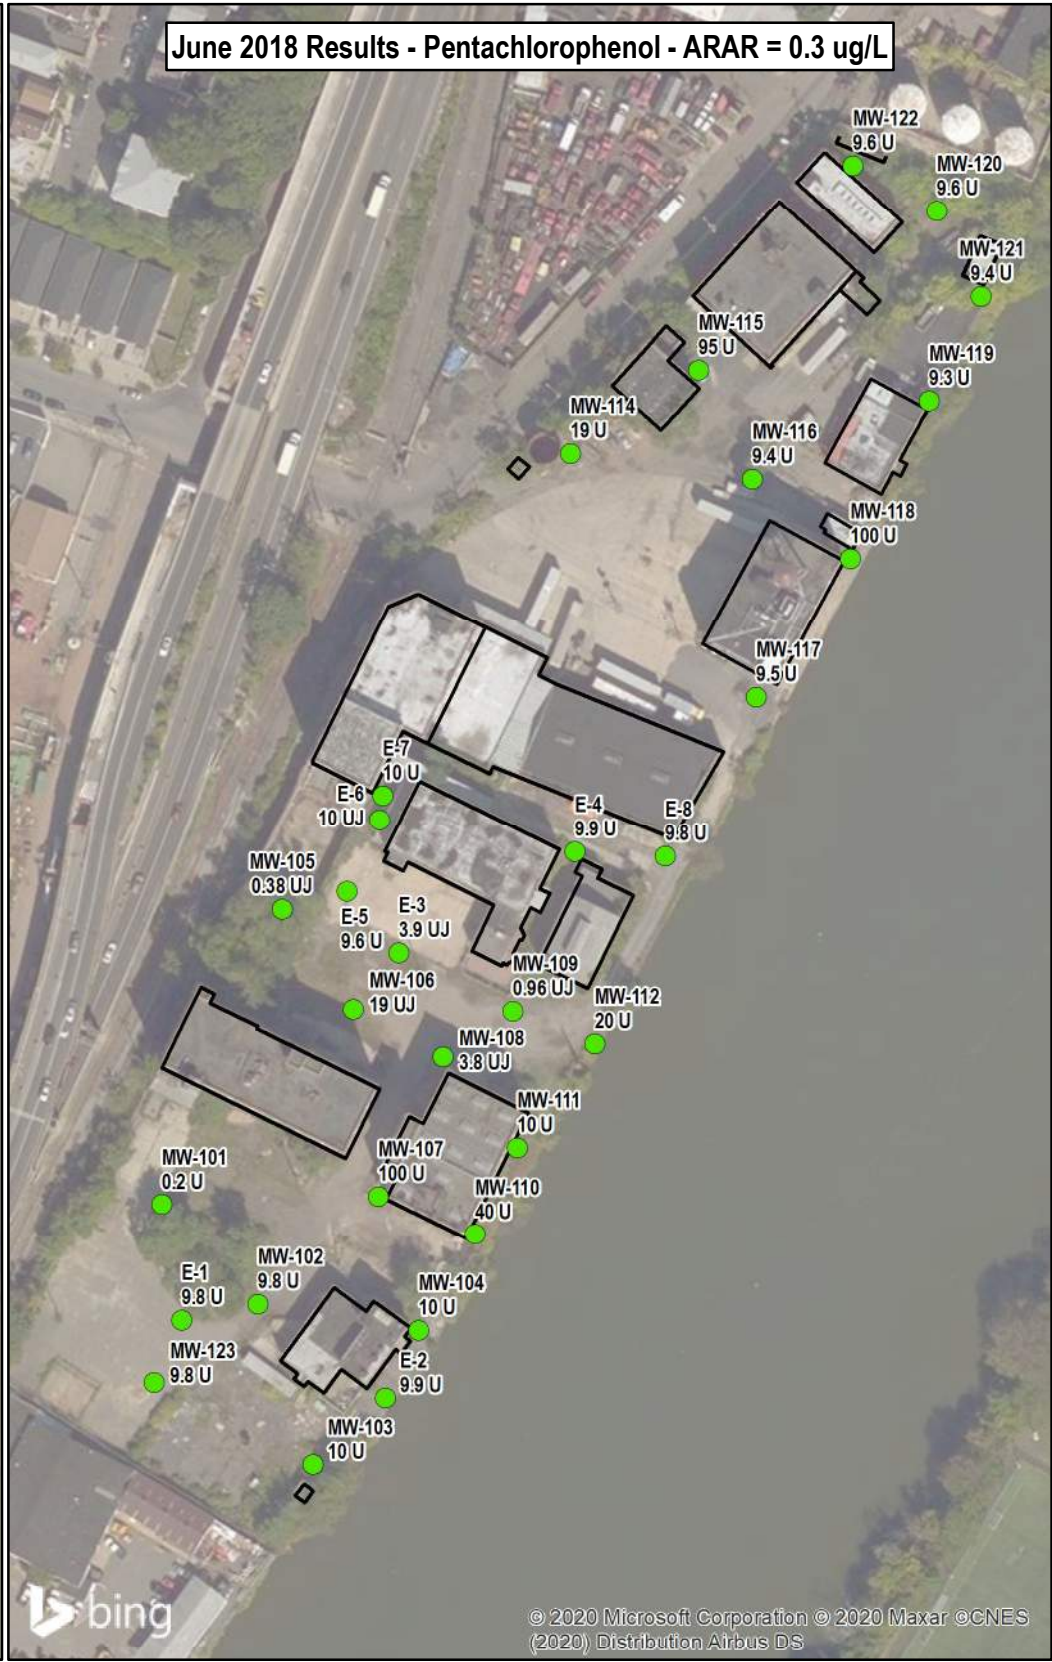 June 2018 Results - Pentachlorophenol - ARAR = 0.3 ug/L
MW-122
9.6 U
MW-120
9.6 U
MW-121
9.4 U
MW-115
95 U
MW-119
9.3 U
MW-114
19 U
MW-116
9.4 U
MW-118
100 U
MW-117
9.5 U
E-7
10 U
E-6
10 UJ
E-4
9.9 U
E-8
9.8 U
MW-105
0.38 UJ
E-5
9.6 U
E-3
3.9 UJ
MW-106
19 UJ
MW-109
0.96 UJ
MW-112
20 U
MW-108
3.8 UJ
MW-111
10 U
MW-107
100 U
MW-101
0.2 U
MW-110
40 U
MW-102
9.8 U
E-1
9.8 U
MW-104
10 U
MW-123
9.8 U
E-2
9.9 U
MW-103
10 U
bing
© 2020 Microsoft Corporation © 2020 Maxar ©CNES
(2020) Distribution Airbus DS